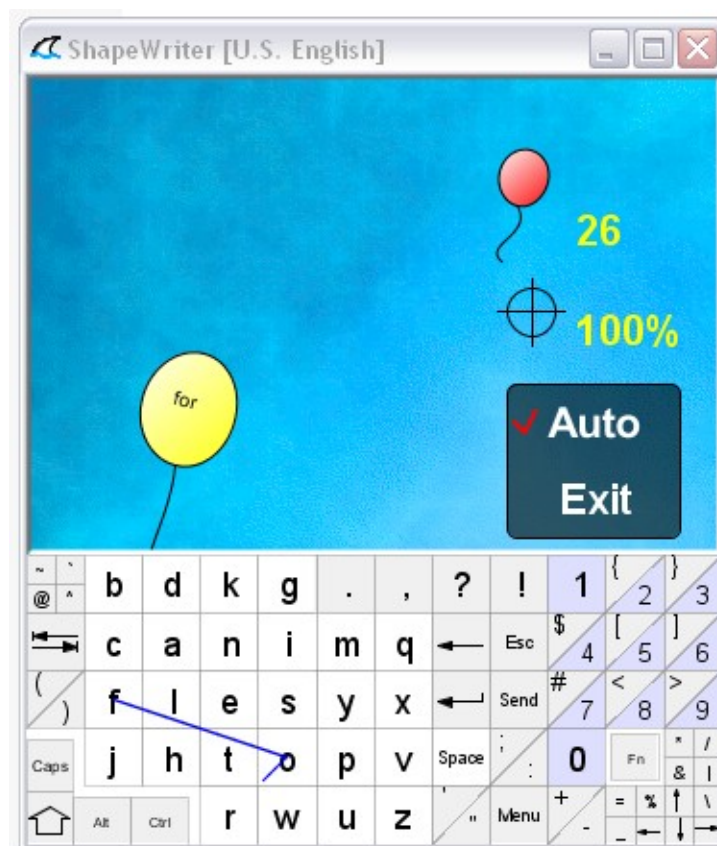 ShapeWriter [U.S. English]
26
100%
for
Auto
Exit
~ ` b d k g . , ? ! 1 { 2 } 3
@ ^
c a n i m q Esc $ 4 [ 5 ] 6
( ) f l e s y x Send # 7 < 8 > 9
Caps j h t o p v Space ; : 0 Fn * /
& |
Alt Ctrl r w u z ' " Menu + - = % \
_